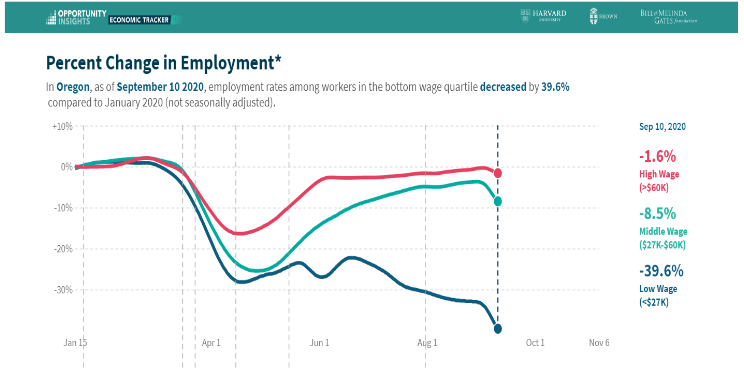 OPPORTUNITY
INSIGHTS ECONOMIC TRACKER
HARVARD
UNIVERSITY
BROWN
BILL & MELINDA
GATES foundation
Percent Change in Employment*
In Oregon, as of September 10 2020, employment rates among workers in the bottom wage quartile decreased by 39.6%
compared to January 2020 (not seasonally adjusted).
+10%
0%
-10%
-20%
-30%
Jan 15
Apr 1
Jun 1
Aug 1
Oct 1
Nov 6
Sep 10, 2020
-1.6%
High Wage
(>$60K)
-8.5%
Middle Wage
($27K-$60K)
-39.6%
Low Wage
(<$27K)